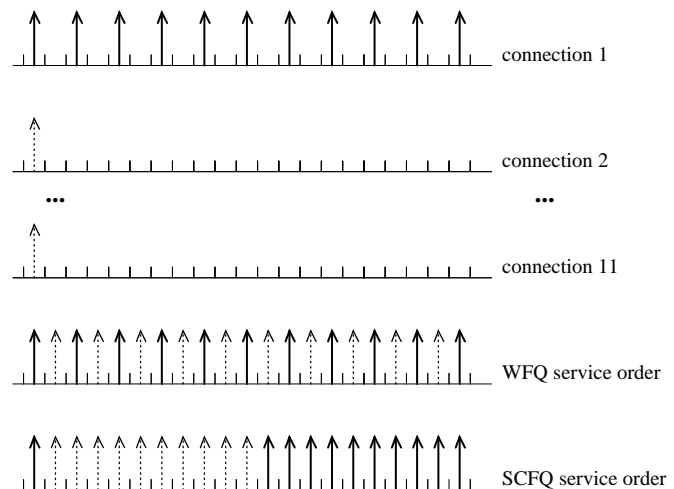 connection 1
connection 2
... ...
connection 11
WFQ service order
SCFQ service order